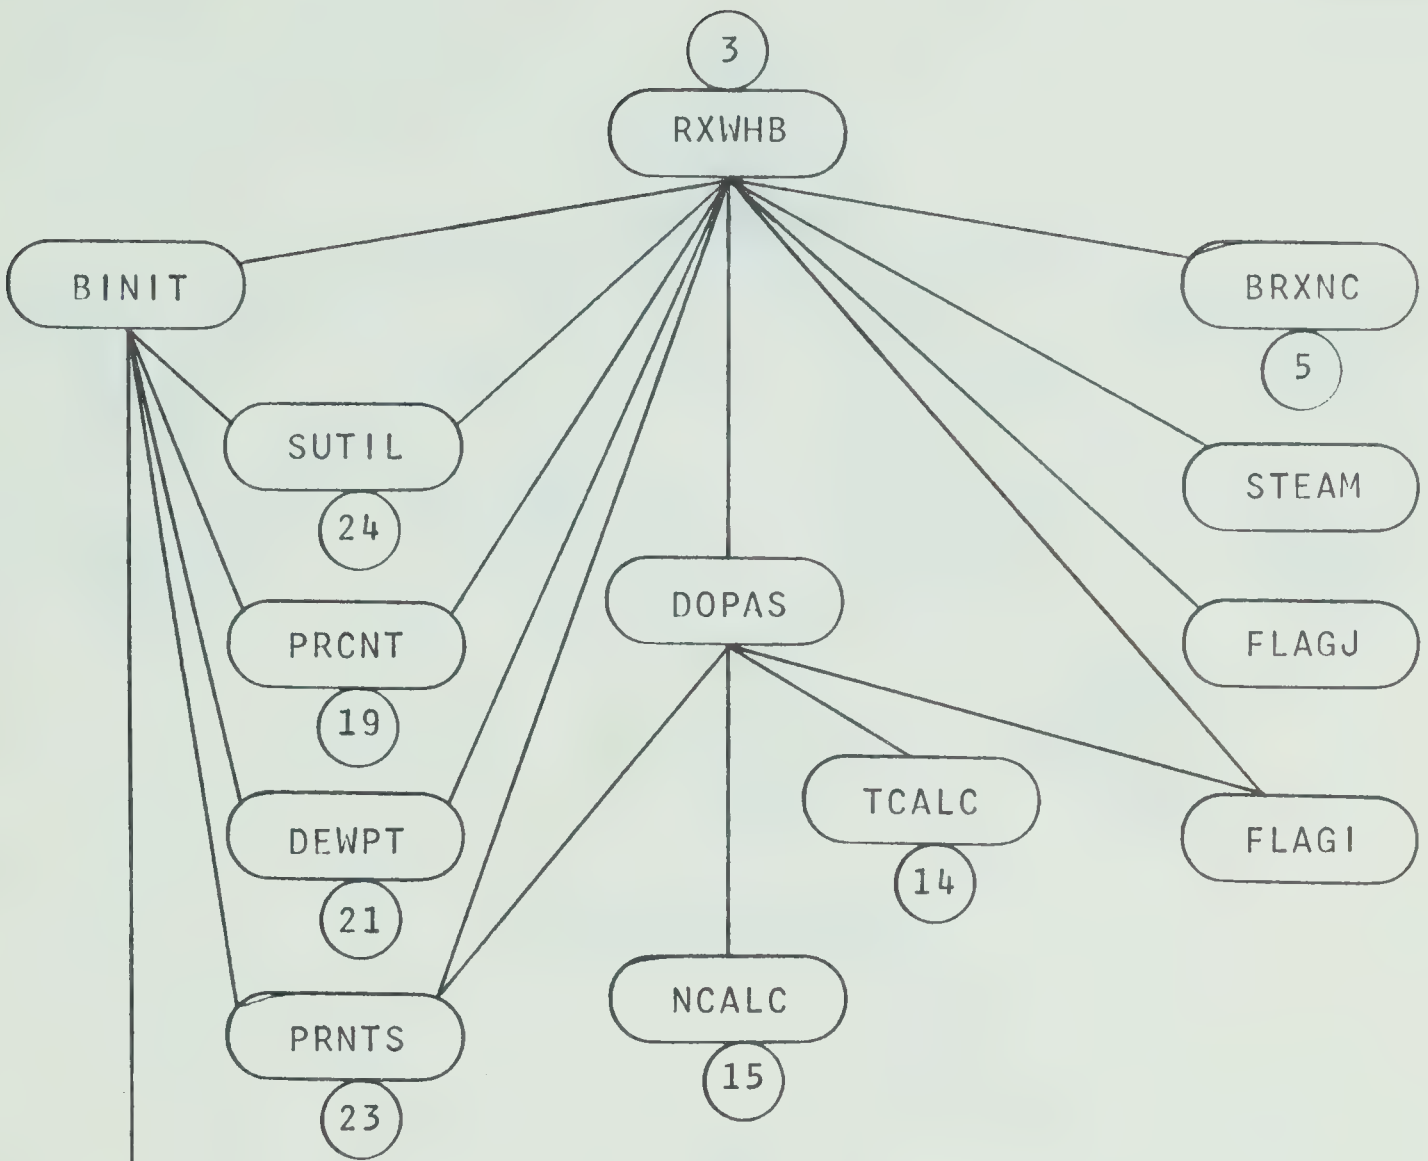 3
RXWHB
BINIT
BRXNC
5
SUTIL
24
STEAM
DOPAS
PRCNT
19
FLAGJ
TCALC
14
DEWPT
21
FLAGI
NCALC
15
PRNTS
23